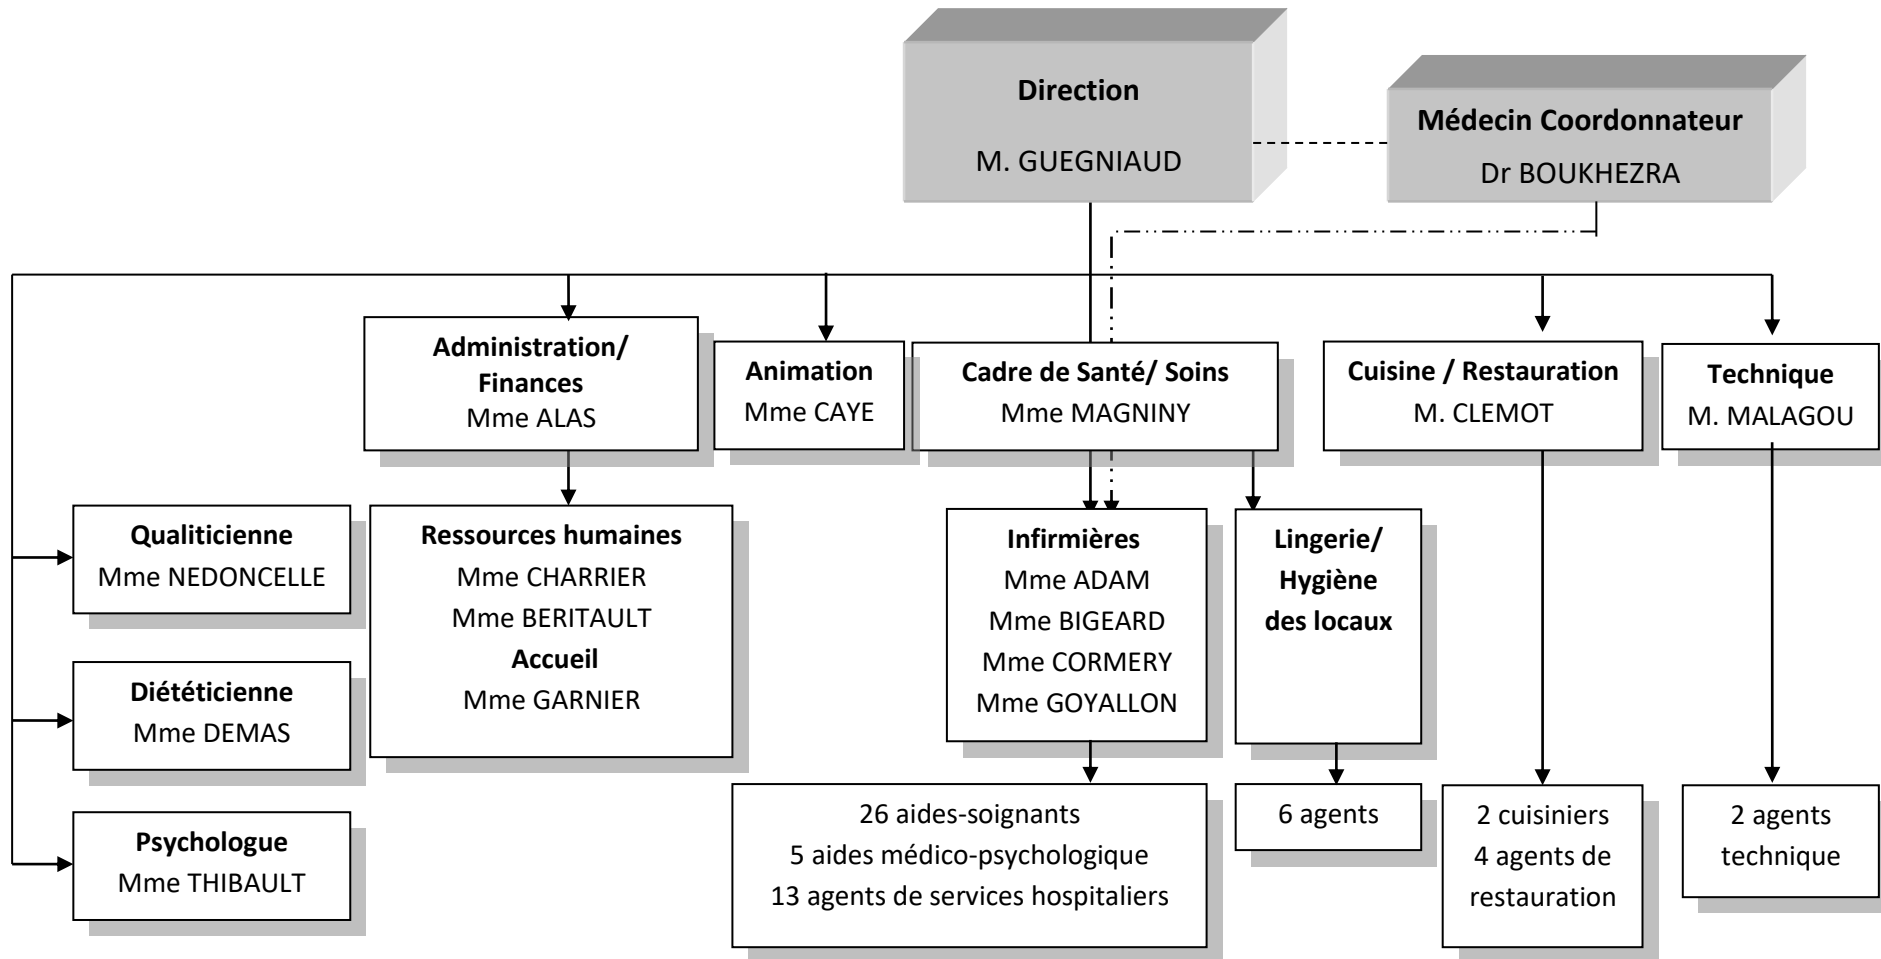 Direction
M. GUEGNIAUD
Médecin Coordonnateur
Dr BOUKHEZRA
Administration/
Finances
Mme ALAS
Animation
Mme CAYE
Cadre de Santé/ Soins
Mme MAGNINY
Cuisine / Restauration
M. CLEMOT
Technique
M. MALAGOU
Qualiticienne
Mme NEDONCELLE
Diététicienne
Mme DEMAS
Psychologue
Mme THIBAULT
Ressources humaines
Mme CHARRIER
Mme BERITAULT
Accueil
Mme GARNIER
Infirmières
Mme ADAM
Mme BIGEARD
Mme CORMERY
Mme GOYALLON
Lingerie/
Hygiène
des locaux
26 aides-soignants
5 aides médico-psychologique
13 agents de services hospitaliers
6 agents
2 cuisiniers
4 agents de
restauration
2 agents
technique